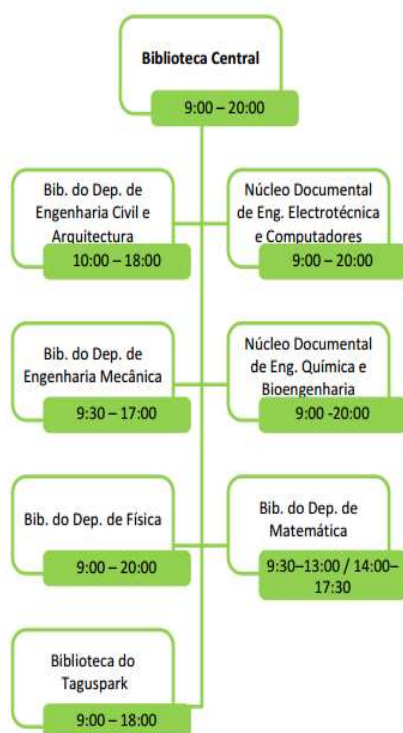 Biblioteca Central
9:00 – 20:00
Bib. do Dep. de
Engenharia Civil e
Arquitectura
10:00 – 18:00
Núcleo Documental
de Eng. Electrotécnica
e Computadores
9:00 – 20:00
Bib. do Dep. de
Engenharia Mecânica
9:30 – 17:00
Núcleo Documental
de Eng. Química e
Bioengenharia
9:00 -20:00
Bib. do Dep. de Física
9:00 – 20:00
Bib. do Dep. de
Matemática
9:30–13:00 / 14:00–
17:30
Biblioteca do
Taguspark
9:00 – 18:00